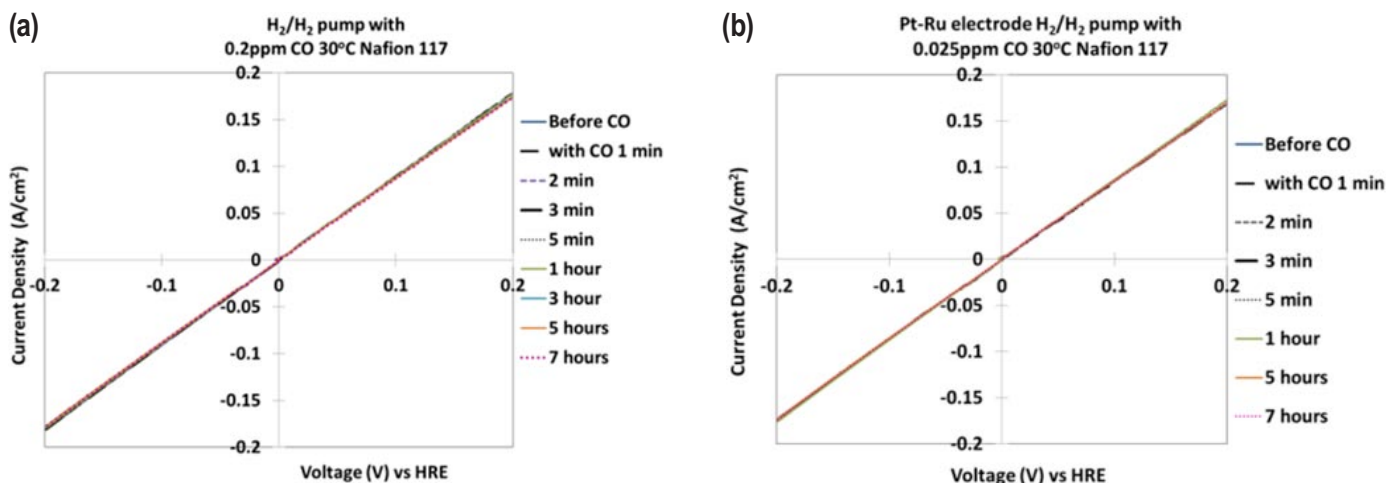 (a)
H₂/H₂ pump with
0.2ppm CO 30°C Nafion 117
0.2
0.15
0.1
0.05
0
-0.05
-0.1
-0.15
-0.2
-0.2
-0.1
0
0.1
0.2
Current Density (A/cm²)
Voltage (V) vs HRE
Before CO
with CO 1 min
2 min
3 min
5 min
1 hour
3 hour
5 hours
7 hours
(b)
Pt-Ru electrode H₂/H₂ pump with
0.025ppm CO 30°C Nafion 117
0.2
0.15
0.1
0.05
0
-0.05
-0.1
-0.15
-0.2
-0.2
-0.1
0
0.1
0.2
Current Density (A/cm²)
Voltage (V) vs HRE
Before CO
with CO 1 min
2 min
3 min
5 min
1 hour
5 hours
7 hours